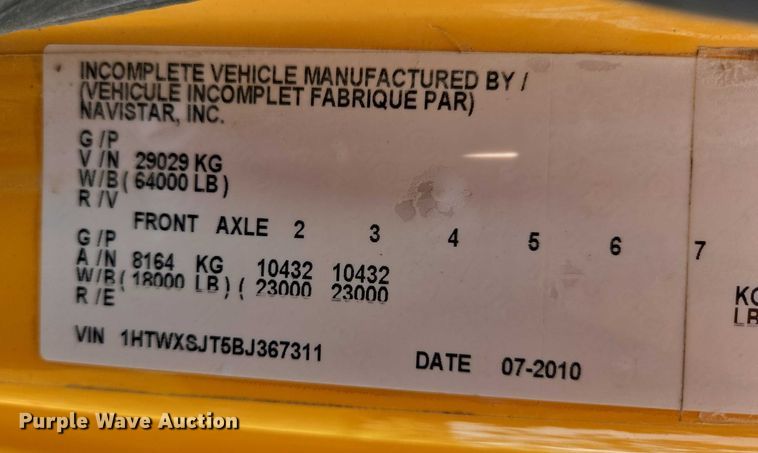 INCOMPLETE VEHICLE MANUFACTURED BY /
(VEHICULE INCOMPLET FABRIQUE PAR)
NAVISTAR, INC.
G /P
V /N 29029 KG
W/B ( 64000 LB )
R /V
FRONT AXLE 2 3 4 5 6 7
G /P
A /N 8164 KG 10432 10432
W/B ( 18000 LB ) ( 23000 23000
R /E
KG
LB
VIN 1HTWXSJT5BJ367311 DATE 07-2010
Purple Wave Auction